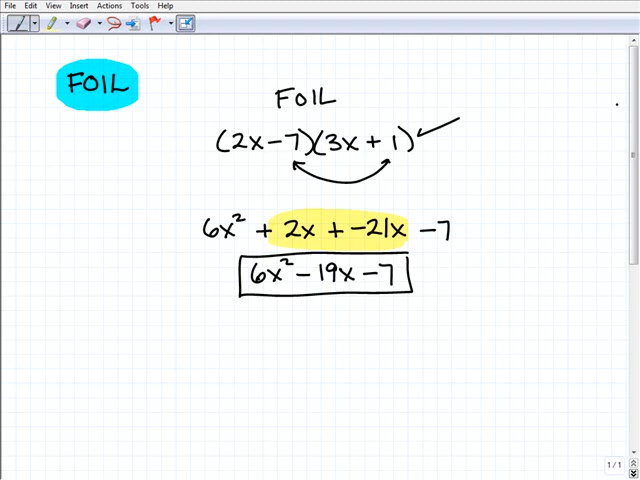 File Edit View Insert Actions Tools Help
FOIL
FOIL
(2x-7)(3x+1)
6x² + 2x + -21x -7
6x² - 19x - 7
1/1